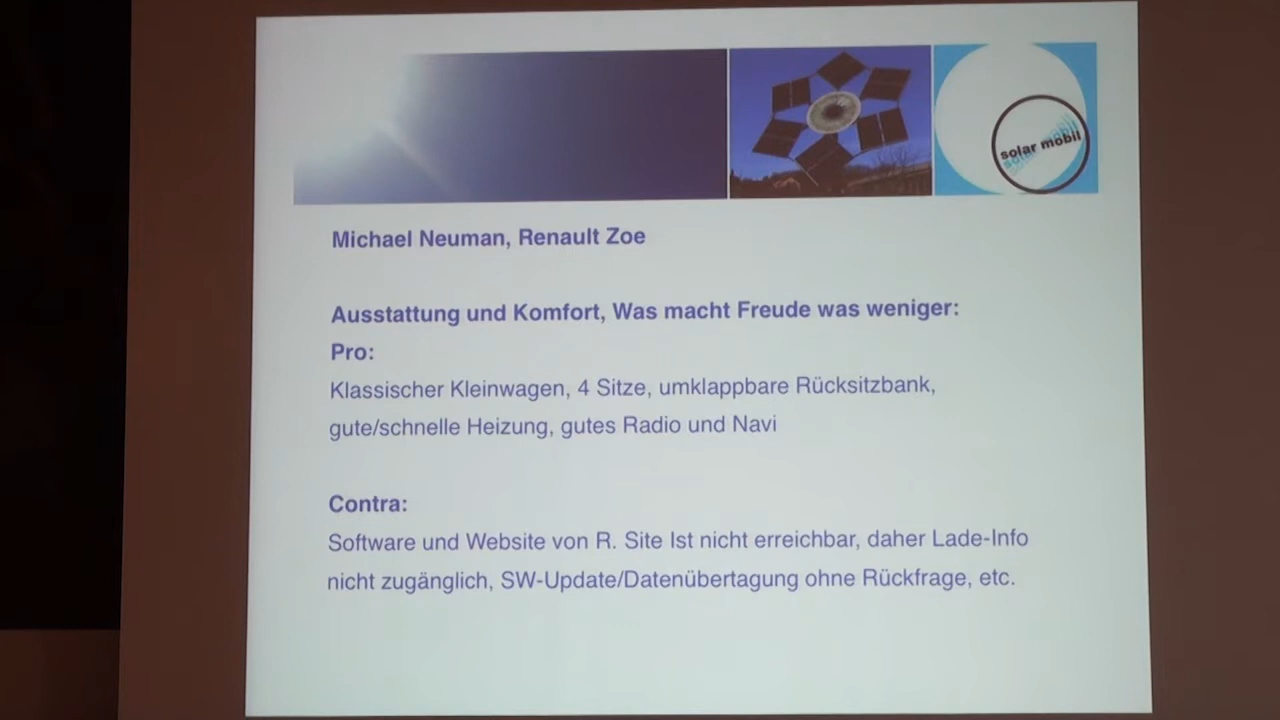 solar mobil
Michael Neuman, Renault Zoe
Ausstattung und Komfort, Was macht Freude was weniger:
Pro:
Klassischer Kleinwagen, 4 Sitze, umklappbare Rücksitzbank,
gute/schnelle Heizung, gutes Radio und Navi
Contra:
Software und Website von R. Site Ist nicht erreichbar, daher Lade-Info
nicht zugänglich, SW-Update/Datenübertagung ohne Rückfrage, etc.